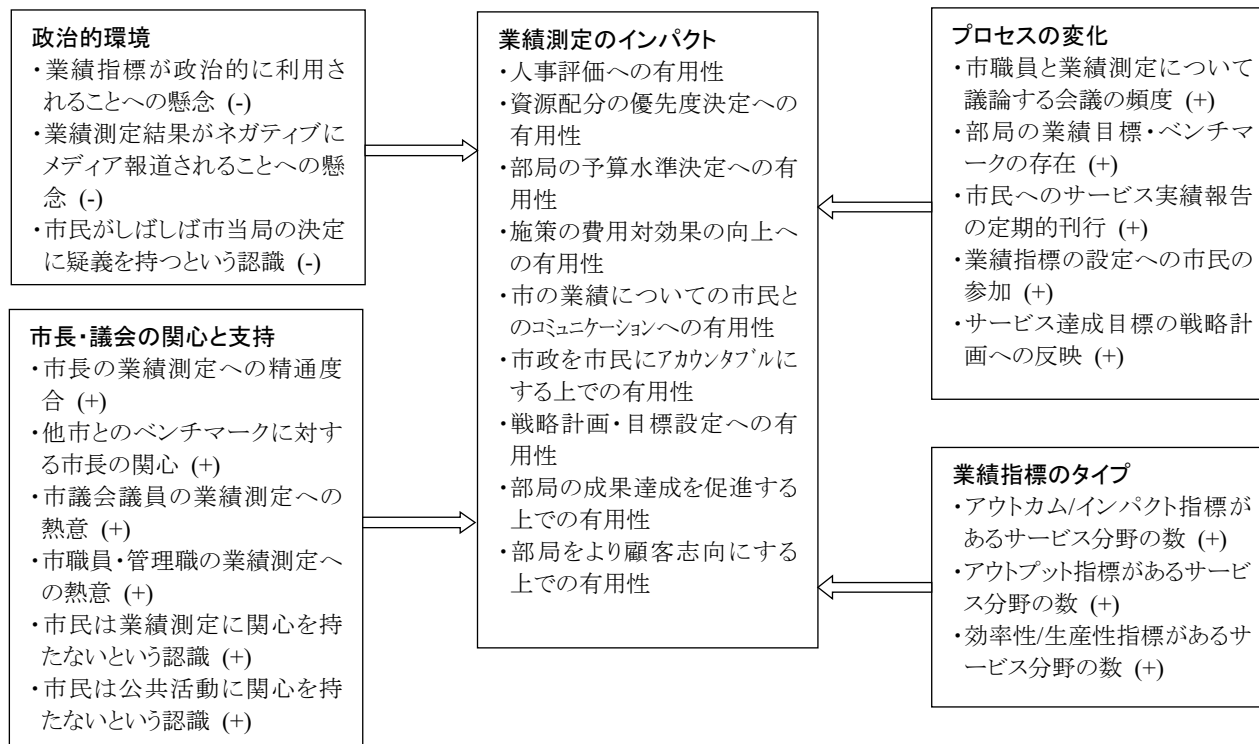 政治的環境
・業績指標が政治的に利用さ
れることへの懸念 (-)
・業績測定結果がネガティブに
メディア報道されることへの懸
念 (-)
・市民がしばしば市当局の決定
に疑義を持つという認識 (-)
市長・議会の関心と支持
・市長の業績測定への精通度
合 (+)
・他市とのベンチマークに対す
る市長の関心 (+)
・市議会議員の業績測定への
熱意 (+)
・市職員・管理職の業績測定へ
の熱意 (+)
・市民は業績測定に関心を持
たないという認識 (+)
・市民は公共活動に関心を持
たないという認識 (+)
業績測定のインパクト
・人事評価への有用性
・資源配分の優先度決定への
有用性
・部局の予算水準決定への有
用性
・施策の費用対効果の向上へ
の有用性
・市の業績についての市民と
のコミュニケーションへの有用性
・市政を市民にアカウンタブルに
する上での有用性
・戦略計画・目標設定への有
用性
・部局の成果達成を促進する
上での有用性
・部局をより顧客志向にする
上での有用性
プロセスの変化
・市職員と業績測定について
議論する会議の頻度 (+)
・部局の業績目標・ベンチマ
ークの存在 (+)
・市民へのサービス実績報告
の定期的刊行 (+)
・業績指標の設定への市民の
参加 (+)
・サービス達成目標の戦略計
画への反映 (+)
業績指標のタイプ
・アウトカム/インパクト指標が
あるサービス分野の数 (+)
・アウトプット指標があるサービ
ス分野の数 (+)
・効率性/生産性指標があるサ
ービス分野の数 (+)